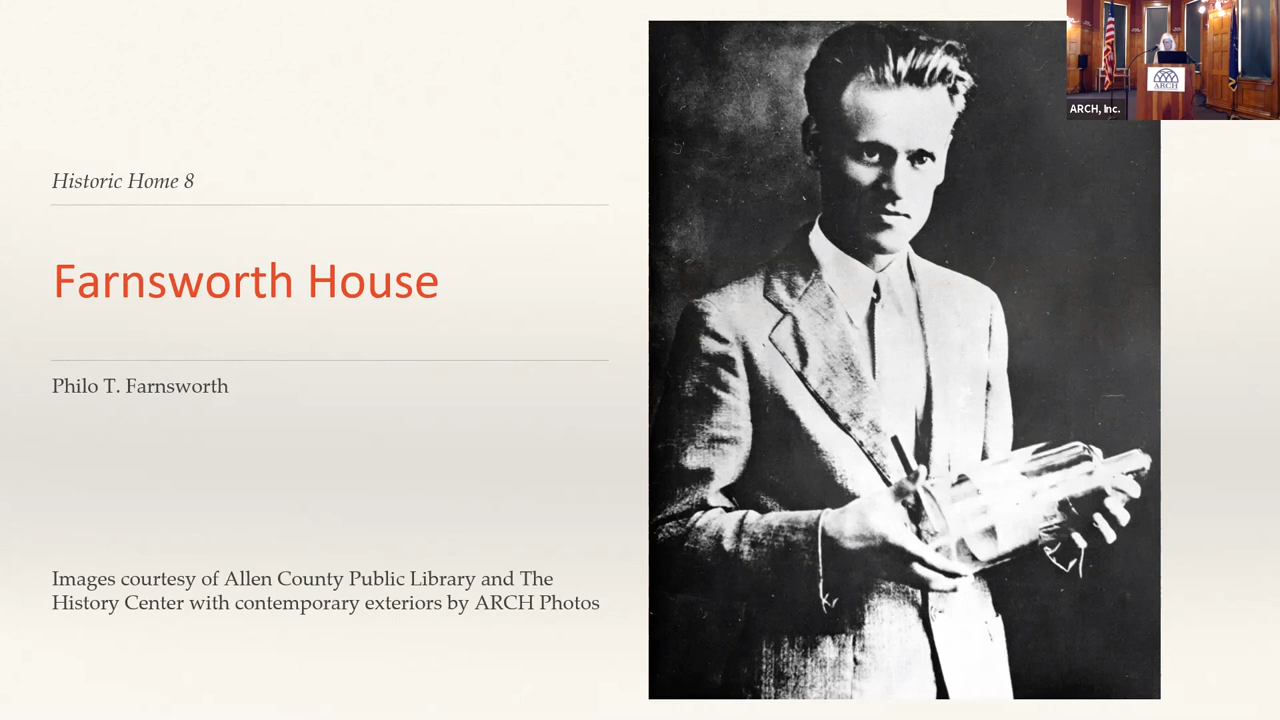 Historic Home 8
Farnsworth House
Philo T. Farnsworth
Images courtesy of Allen County Public Library and The
History Center with contemporary exteriors by ARCH Photos
ARCH
ARCH, Inc.